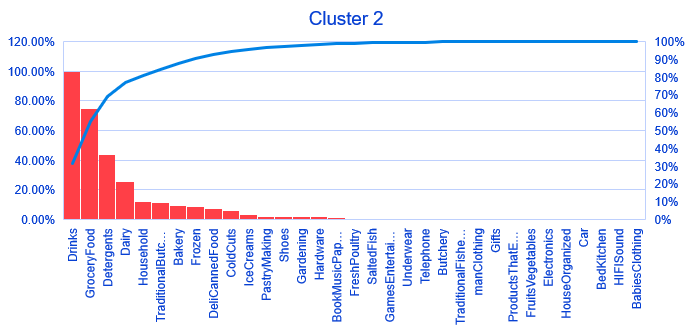 Cluster 2
120.00%
100.00%
80.00%
60.00%
40.00%
20.00%
0.00%
100%
90%
80%
70%
60%
50%
40%
30%
20%
10%
0%
Drinks
GroceryFood
Detergents
Dairy
Household
TraditionalButc...
Bakery
Frozen
DeliCannedFood
ColdCuts
IceCreams
PastryMaking
Shoes
Gardening
Hardware
BookMusicPap...
FreshPoultry
SaltedFish
GamesEntertai...
Underwear
Telephone
Butchery
TraditionalFishe...
manClothing
Gifts
ProductsThatE...
FruitsVegetables
Electronics
HouseOrganized
Car
BedKitchen
HIFISound
BabiesClothing